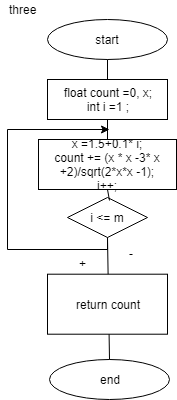 three
start
float count =0, x;
int i =1 ;
x =1.5+0.1* i;
count += (x * x -3* x
+2)/sqrt(2*x*x -1);
i++;
i <= m
+
-
return count
end